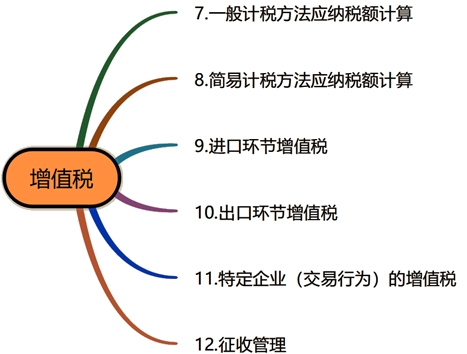 7.一般计税方法应纳税额计算
8.简易计税方法应纳税额计算
9.进口环节增值税
增值税
10.出口环节增值税
11.特定企业（交易行为）的增值税
12.征收管理